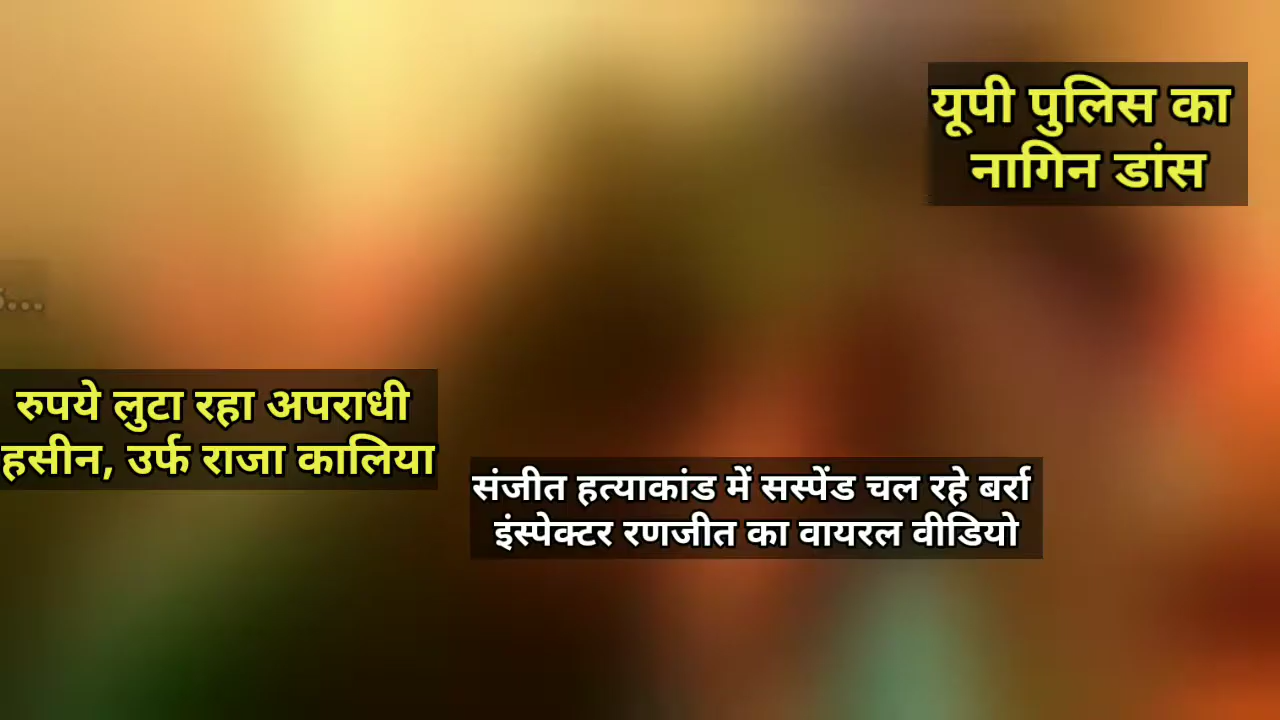 यूपी पुलिस का
नागिन डांस
रुपये लुटा रहा अपराधी
हसीन, उर्फ राजा कालिया
संजीत हत्याकांड में सस्पेंड चल रहे बर्रा
इंस्पेक्टर रणजीत का वायरल वीडियो